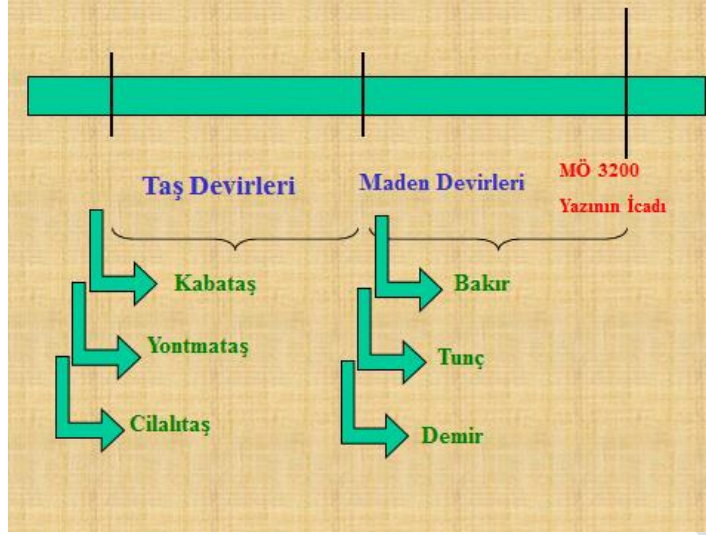 Taş Devirleri
Maden Devirleri
MÖ 3200
Yazının İcadı
Kabataş
Yontmataş
Cilalıtaş
Bakır
Tunç
Demir